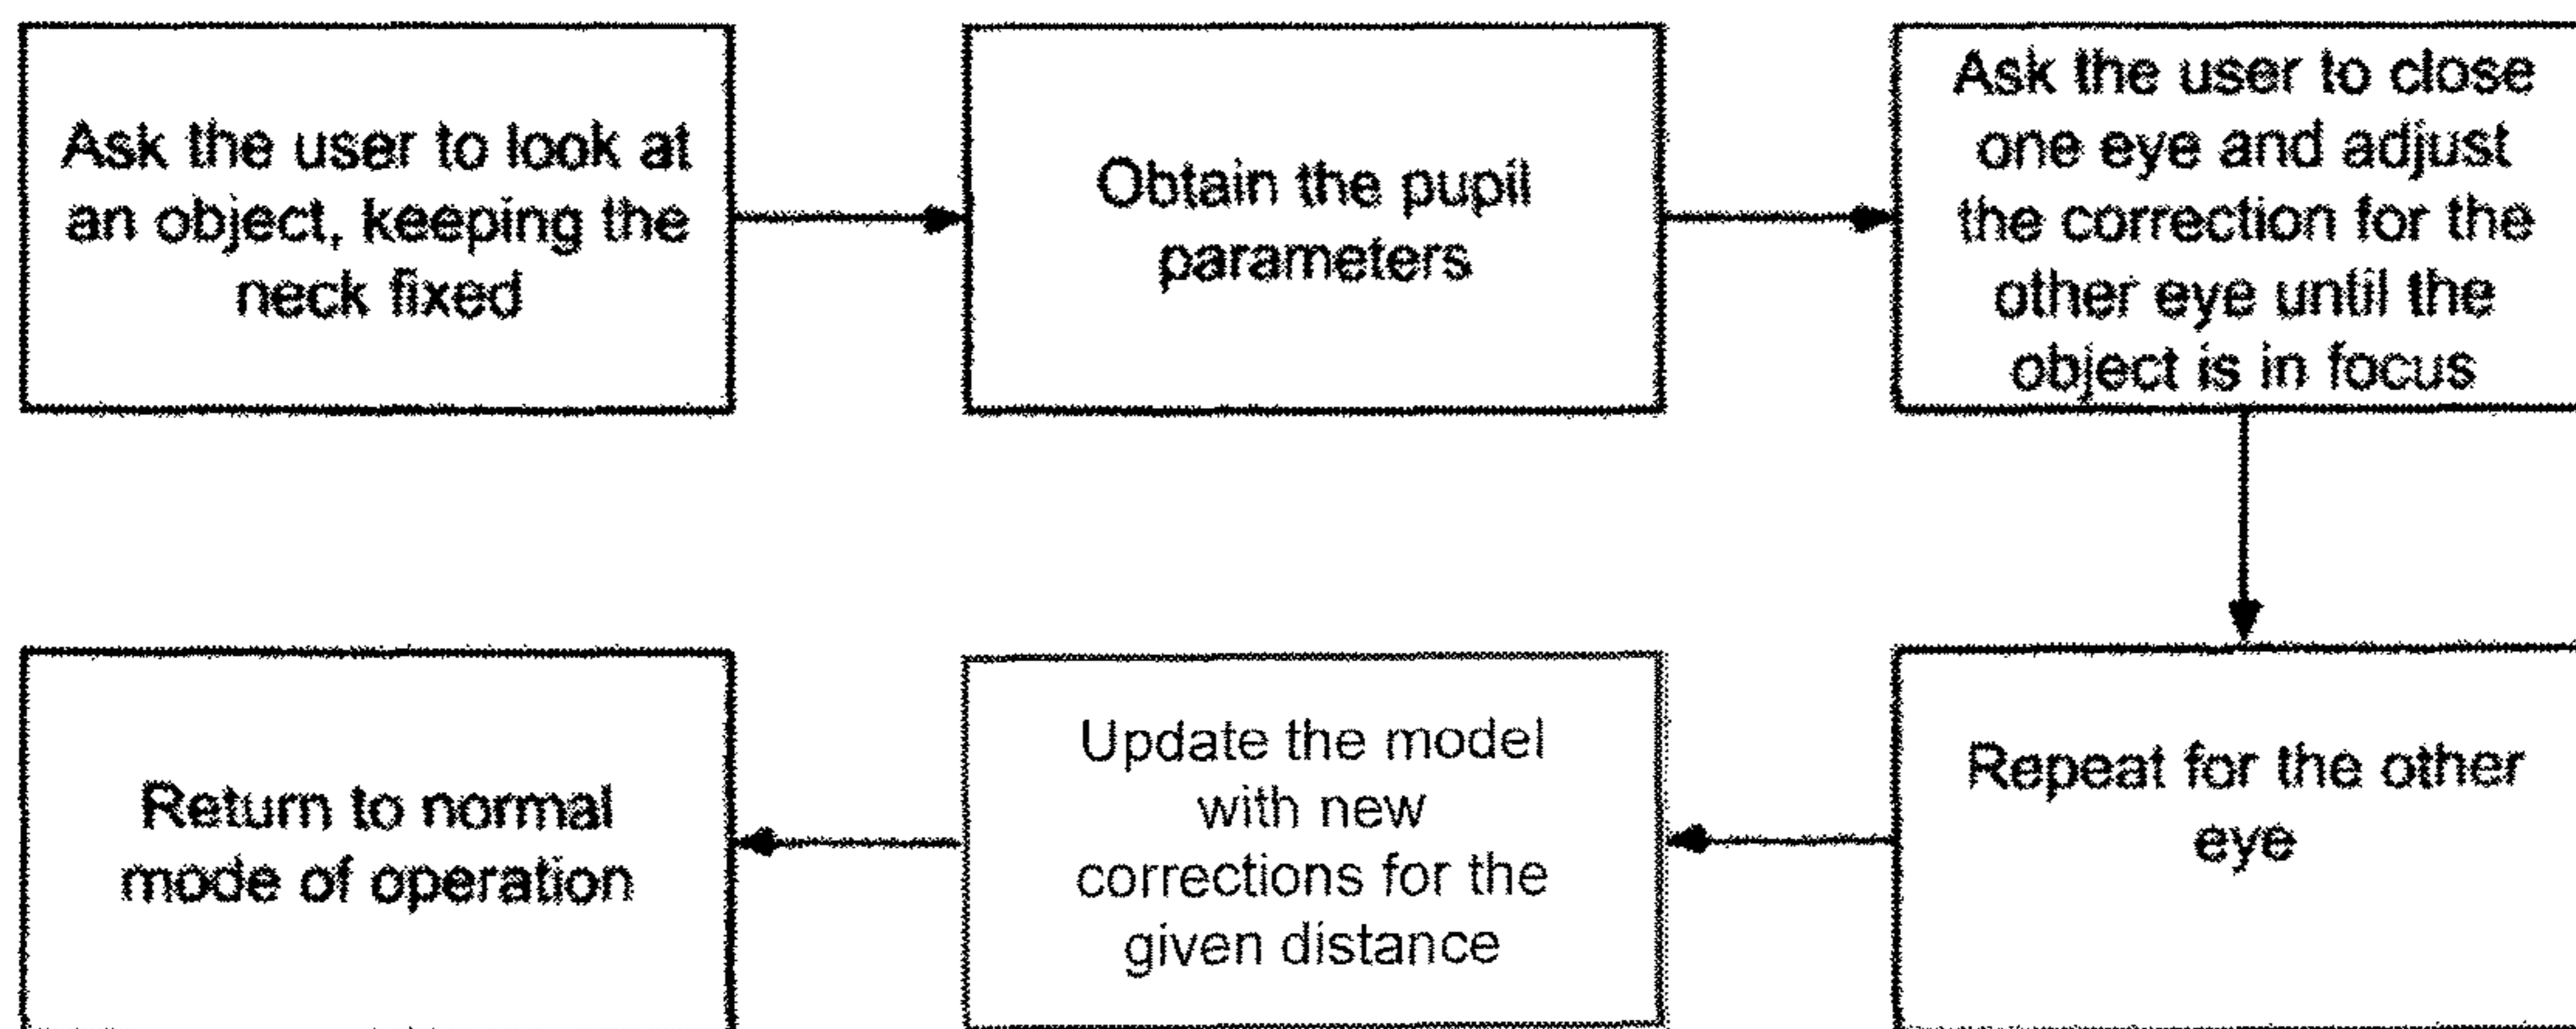 Ask the user to look at
an object, keeping the
neck fixed
Obtain the pupil
parameters
Ask the user to close
one eye and adjust
the correction for the
other eye until the
object is in focus
Repeat for the other
eye
Update the model
with new
corrections for the
given distance
Return to normal
mode of operation